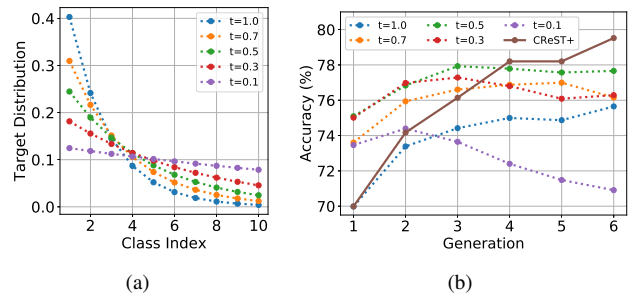 Target Distribution
0.4
0.3
0.2
0.1
0.0
t=1.0
t=0.7
t=0.5
t=0.3
t=0.1
2 4 6 8 10
Class Index
(a)
Accuracy (%)
80
78
76
74
72
70
t=1.0 t=0.5 t=0.1
t=0.7 t=0.3 CReST+
1 2 3 4 5 6
Generation
(b)